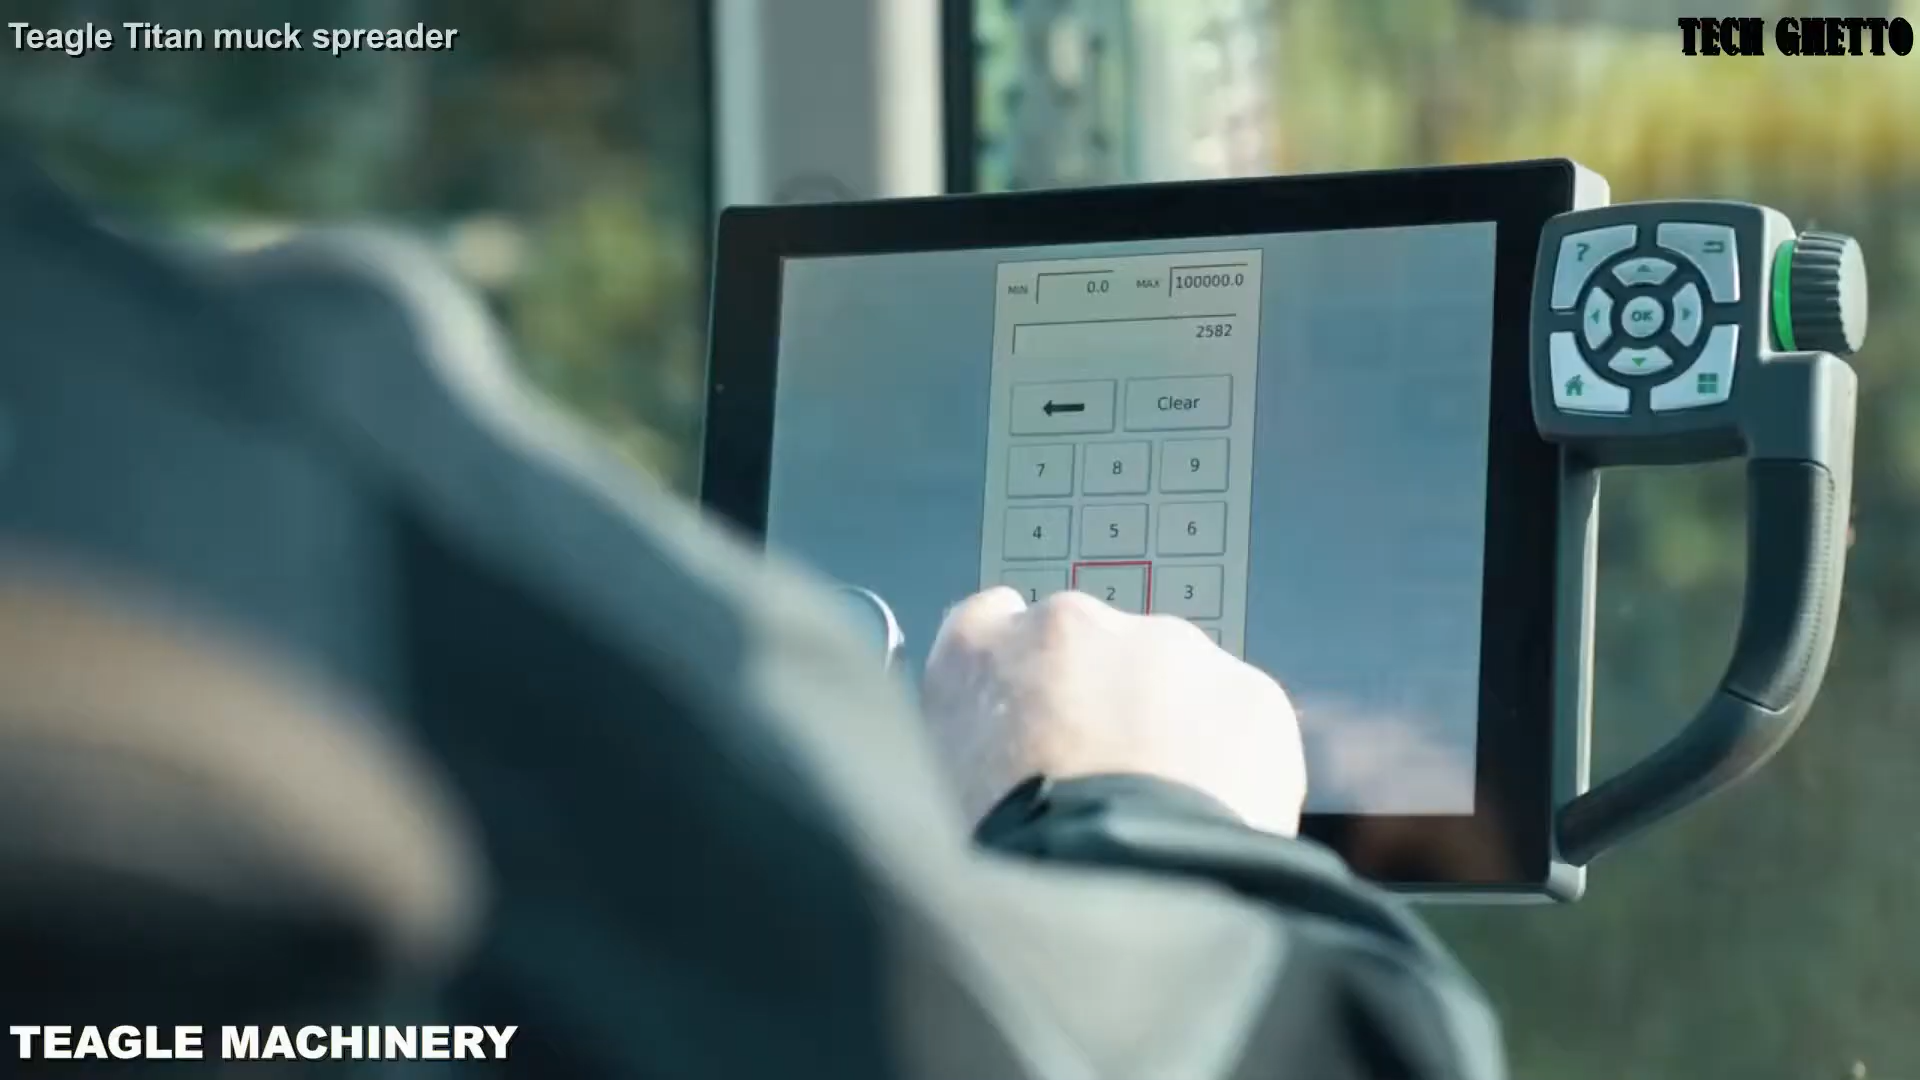 Teagle Titan muck spreader
TECH GHETTO
MIN 0.0 MAX 100000.0
2582
Clear
7 8 9
4 5 6
1 2 3
?
OK
TEAGLE MACHINERY